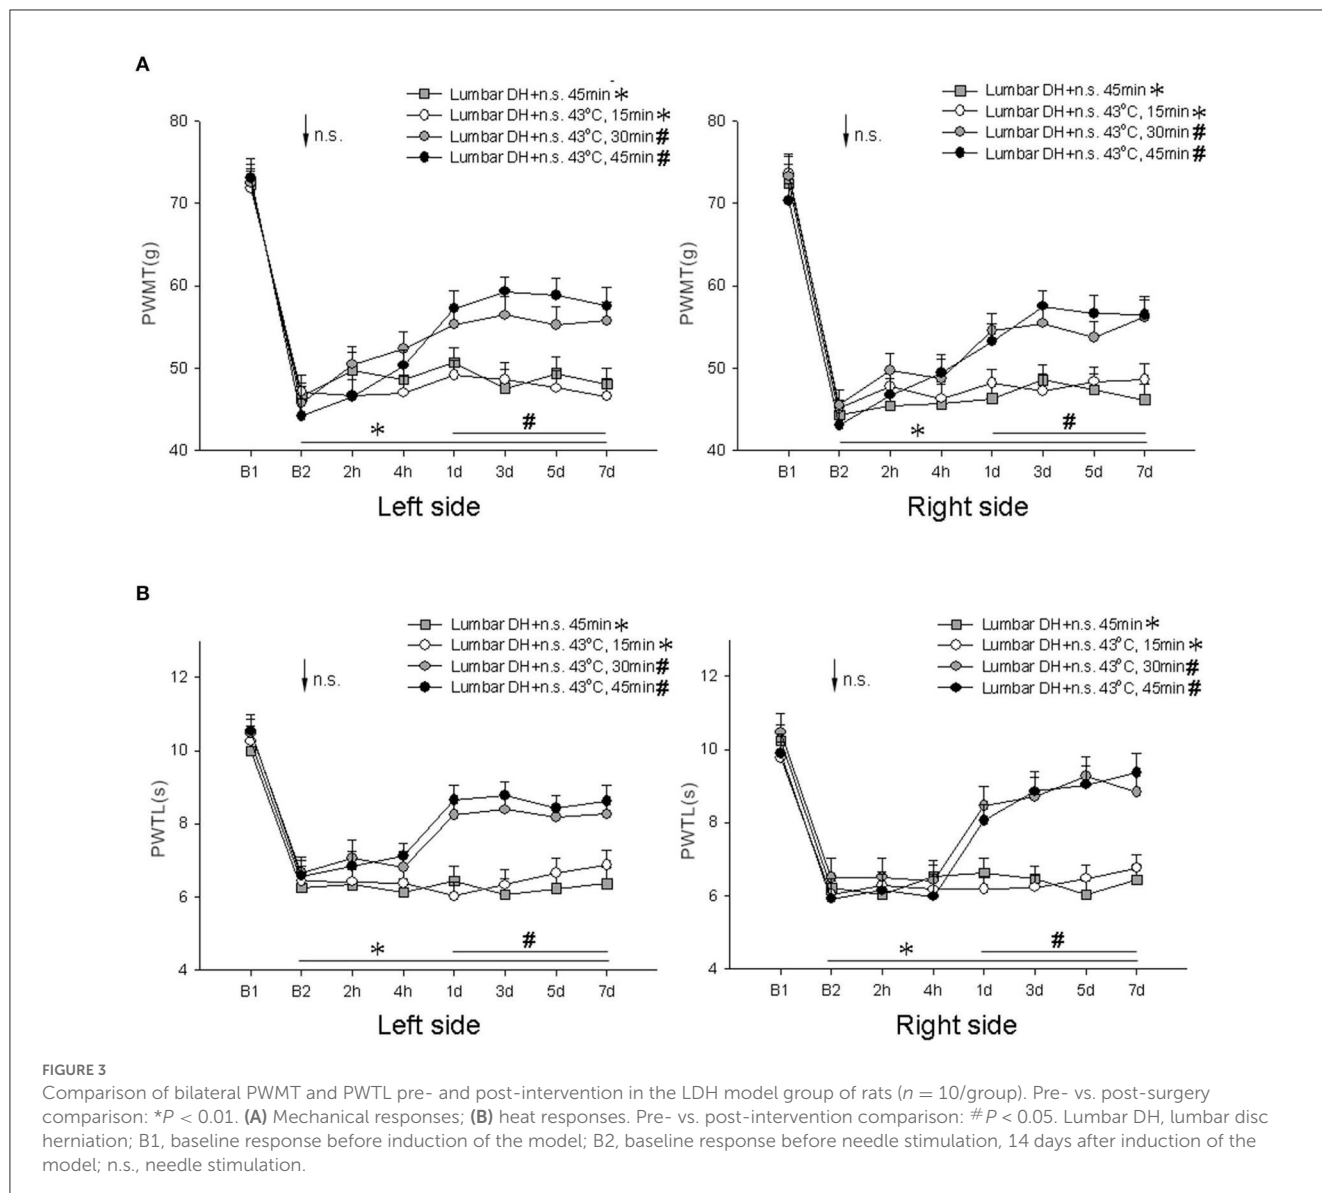 A
Lumbar DH+n.s. 45min *
Lumbar DH+n.s. 43°C, 15min *
Lumbar DH+n.s. 43°C, 30min #
Lumbar DH+n.s. 43°C, 45min #
n.s.
PWMT(g)
80
70
60
50
40
*
#
B1 B2 2h 4h 1d 3d 5d 7d
Left side
Lumbar DH+n.s. 45min *
Lumbar DH+n.s. 43°C, 15min *
Lumbar DH+n.s. 43°C, 30min #
Lumbar DH+n.s. 43°C, 45min #
n.s.
PWMT(g)
80
70
60
50
40
*
#
B1 B2 2h 4h 1d 3d 5d 7d
Right side
B
Lumbar DH+n.s. 45min *
Lumbar DH+n.s. 43°C, 15min *
Lumbar DH+n.s. 43°C, 30min #
Lumbar DH+n.s. 43°C, 45min #
n.s.
PWTL(s)
12
10
8
6
4
*
#
B1 B2 2h 4h 1d 3d 5d 7d
Left side
Lumbar DH+n.s. 45min *
Lumbar DH+n.s. 43°C, 15min *
Lumbar DH+n.s. 43°C, 30min #
Lumbar DH+n.s. 43°C, 45min #
n.s.
PWTL(s)
12
10
8
6
4
*
#
B1 B2 2h 4h 1d 3d 5d 7d
Right side
FIGURE 3
Comparison of bilateral PWMT and PWTL pre- and post-intervention in the LDH model group of rats (n = 10/group). Pre- vs. post-surgery
comparison: *P < 0.01. (A) Mechanical responses; (B) heat responses. Pre- vs. post-intervention comparison: #P < 0.05. Lumbar DH, lumbar disc
herniation; B1, baseline response before induction of the model; B2, baseline response before needle stimulation, 14 days after induction of the
model; n.s., needle stimulation.